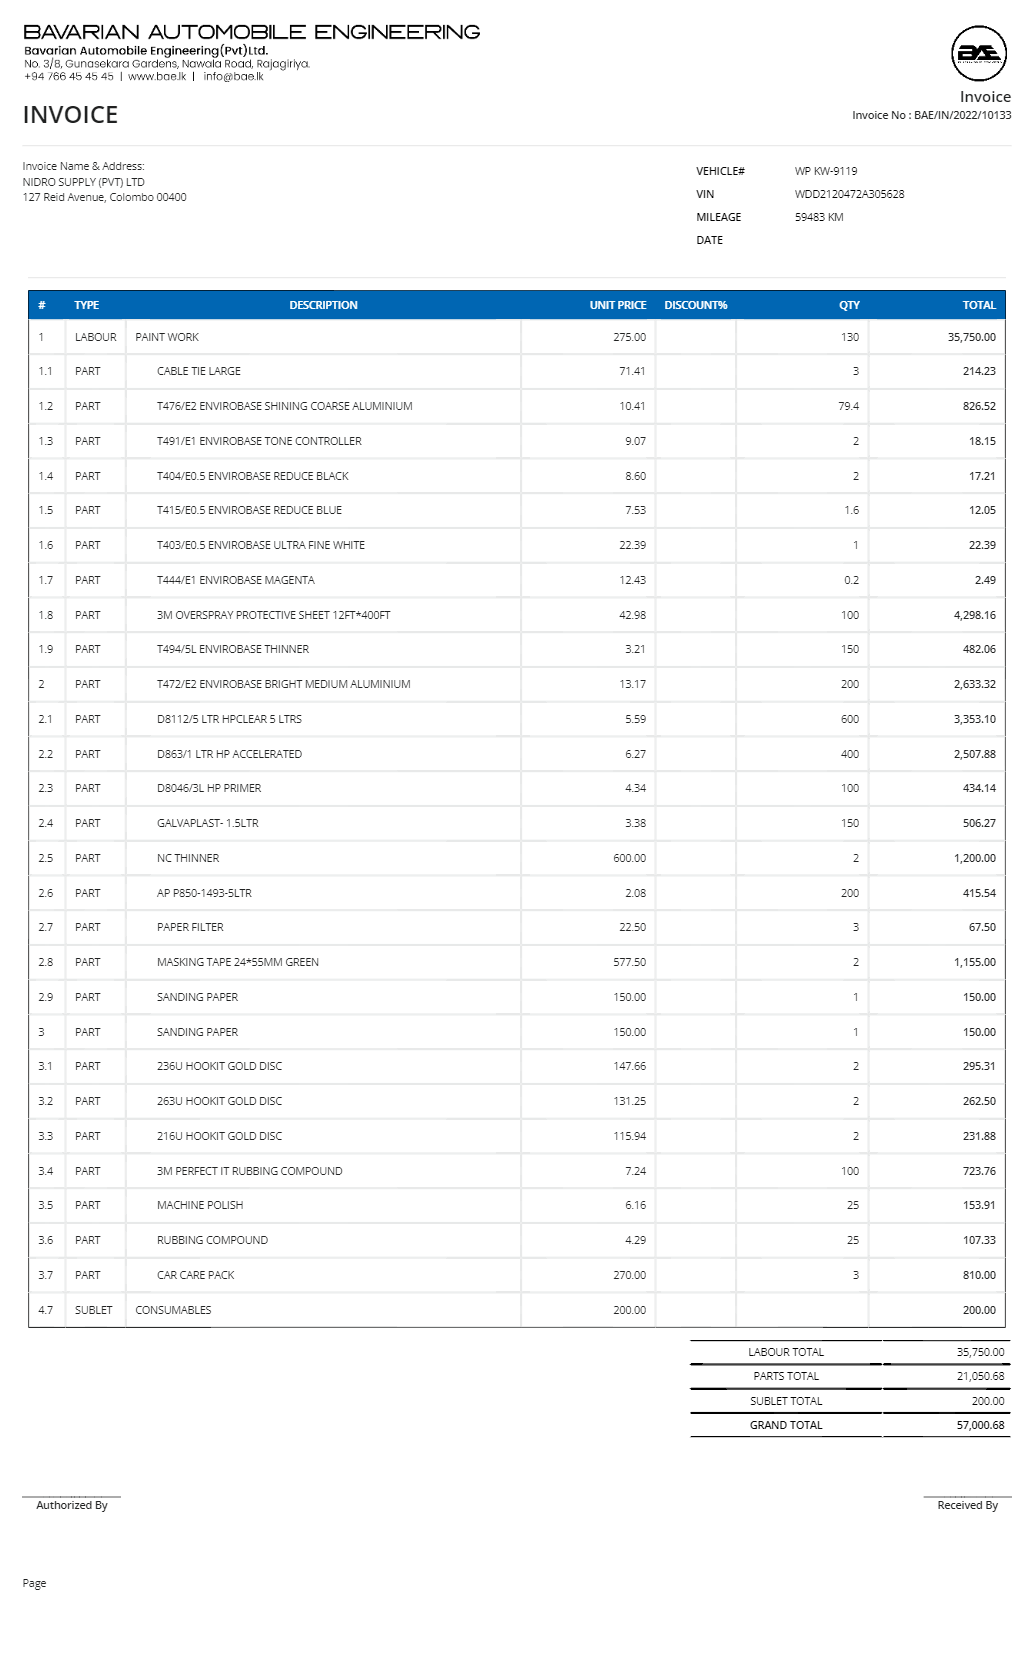 BAVARIAN AUTOMOBILE ENGINEERING
Bavarian Automobile Engineering(Pvt)Ltd.
No. 3/8, Gunasekara Gardens, Nawala Road, Rajagiriya.
+94 766 45 45 45 | www.bae.lk | info@bae.lk
BAE
Invoice
INVOICE
Invoice No : BAE/IN/2022/10133
Invoice Name & Address:
NIDRO SUPPLY (PVT) LTD
127 Reid Avenue, Colombo 00400
VEHICLE# WP KW-9119
VIN WDD2120472A305628
MILEAGE 59483 KM
DATE
# TYPE DESCRIPTION UNIT PRICE DISCOUNT% QTY TOTAL
1 LABOUR PAINT WORK 275.00 130 35,750.00
1.1 PART CABLE TIE LARGE 71.41 3 214.23
1.2 PART T476/E2 ENVIROBASE SHINING COARSE ALUMINIUM 10.41 79.4 826.52
1.3 PART T491/E1 ENVIROBASE TONE CONTROLLER 9.07 2 18.15
1.4 PART T404/E0.5 ENVIROBASE REDUCE BLACK 8.60 2 17.21
1.5 PART T415/E0.5 ENVIROBASE REDUCE BLUE 7.53 1.6 12.05
1.6 PART T403/E0.5 ENVIROBASE ULTRA FINE WHITE 22.39 1 22.39
1.7 PART T444/E1 ENVIROBASE MAGENTA 12.43 0.2 2.49
1.8 PART 3M OVERSPRAY PROTECTIVE SHEET 12FT*400FT 42.98 100 4,298.16
1.9 PART T494/5L ENVIROBASE THINNER 3.21 150 482.06
2 PART T472/E2 ENVIROBASE BRIGHT MEDIUM ALUMINIUM 13.17 200 2,633.32
2.1 PART D8112/5 LTR HPCLEAR 5 LTRS 5.59 600 3,353.10
2.2 PART D863/1 LTR HP ACCELERATED 6.27 400 2,507.88
2.3 PART D8046/3L HP PRIMER 4.34 100 434.14
2.4 PART GALVAPLAST- 1.5LTR 3.38 150 506.27
2.5 PART NC THINNER 600.00 2 1,200.00
2.6 PART AP P850-1493-5LTR 2.08 200 415.54
2.7 PART PAPER FILTER 22.50 3 67.50
2.8 PART MASKING TAPE 24*55MM GREEN 577.50 2 1,155.00
2.9 PART SANDING PAPER 150.00 1 150.00
3 PART SANDING PAPER 150.00 1 150.00
3.1 PART 236U HOOKIT GOLD DISC 147.66 2 295.31
3.2 PART 263U HOOKIT GOLD DISC 131.25 2 262.50
3.3 PART 216U HOOKIT GOLD DISC 115.94 2 231.88
3.4 PART 3M PERFECT IT RUBBING COMPOUND 7.24 100 723.76
3.5 PART MACHINE POLISH 6.16 25 153.91
3.6 PART RUBBING COMPOUND 4.29 25 107.33
3.7 PART CAR CARE PACK 270.00 3 810.00
4.7 SUBLET CONSUMABLES 200.00 200.00
LABOUR TOTAL 35,750.00
PARTS TOTAL 21,050.68
SUBLET TOTAL 200.00
GRAND TOTAL 57,000.68
Authorized By Received By
Page